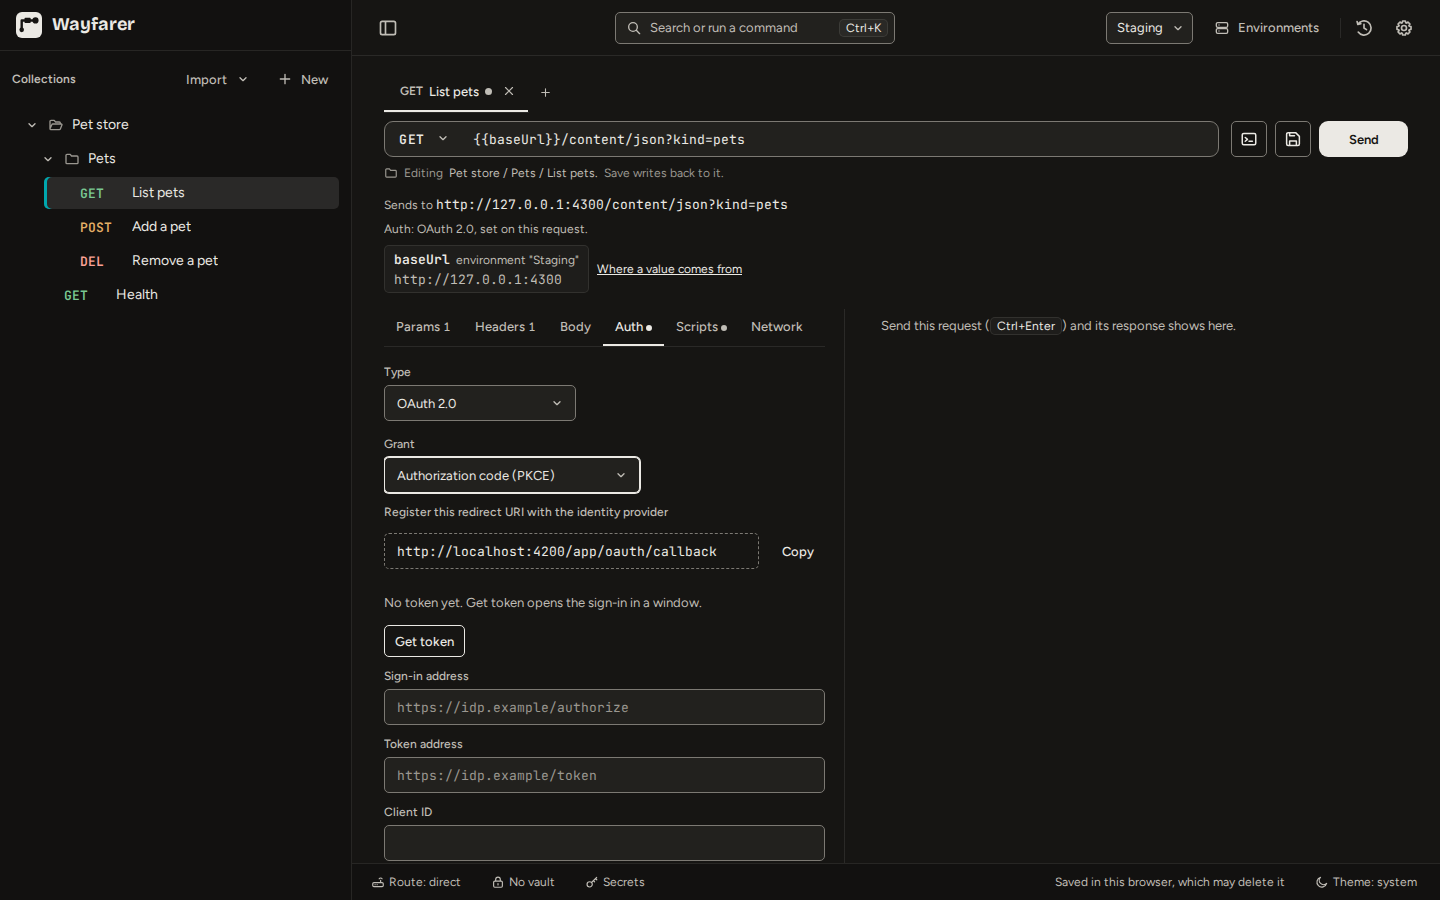 Wayfarer
Search or run a command Ctrl+K
Staging
Environments
Collections
Import
New
Pet store
Pets
GET List pets
POST Add a pet
DEL Remove a pet
GET Health
GET List pets
GET {{baseUrl}}/content/json?kind=pets
Send
Editing Pet store / Pets / List pets. Save writes back to it.
Sends to http://127.0.0.1:4300/content/json?kind=pets
Auth: OAuth 2.0, set on this request.
baseUrl environment "Staging"
http://127.0.0.1:4300
Where a value comes from
Params 1 Headers 1 Body Auth Scripts Network
Send this request (Ctrl+Enter) and its response shows here.
Type
OAuth 2.0
Grant
Authorization code (PKCE)
Register this redirect URI with the identity provider
http://localhost:4200/app/oauth/callback
Copy
No token yet. Get token opens the sign-in in a window.
Get token
Sign-in address
https://idp.example/authorize
Token address
https://idp.example/token
Client ID
Route: direct
No vault
Secrets
Saved in this browser, which may delete it
Theme: system